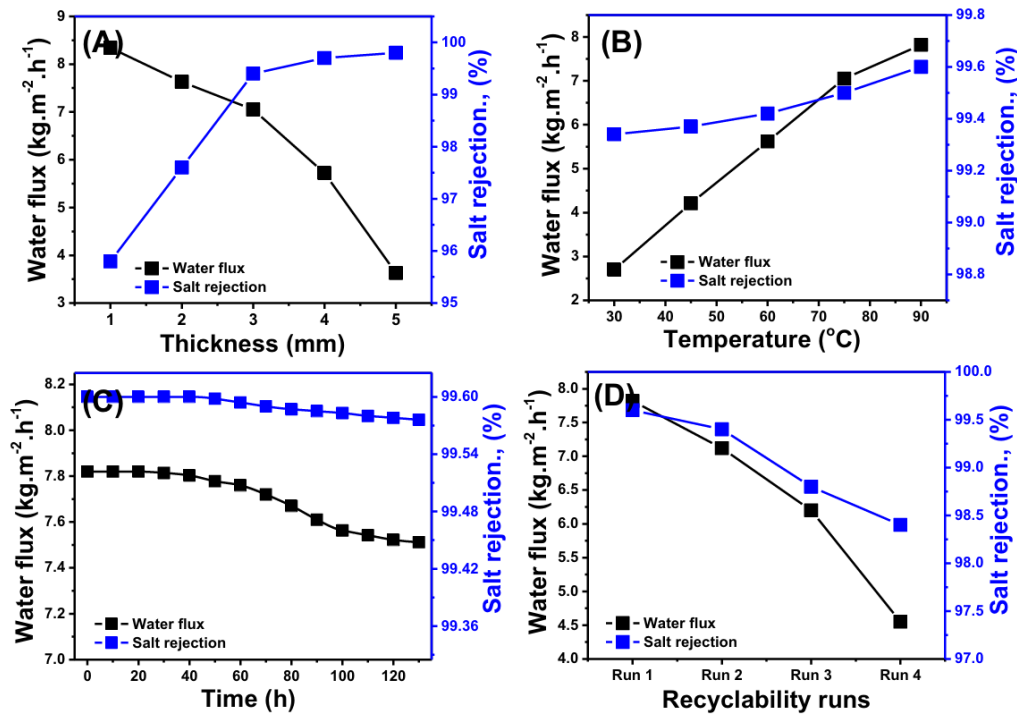 (A)
9
8
7
6
5
4
3
Water flux (kg.m-2.h-1)
100
99
98
97
96
95
Salt rejection., (%)
Water flux
Salt rejection
1 2 3 4 5
Thickness (mm)
(B)
8
7
6
5
4
3
2
Water flux (kg.m-2.h-1)
99.8
99.6
99.4
99.2
99.0
98.8
Salt rejection., (%)
Water flux
Salt rejection
30 40 50 60 70 80 90
Temperature (°C)
(C)
8.2
8.0
7.8
7.6
7.4
7.2
7.0
Water flux (kg.m-2.h-1)
99.60
99.54
99.48
99.42
99.36
Salt rejection., (%)
Water flux
Salt rejection
0 20 40 60 80 100 120
Time (h)
(D)
8.0
7.5
7.0
6.5
6.0
5.5
5.0
4.5
4.0
Water flux (kg.m-2.h-1)
100.0
99.5
99.0
98.5
98.0
97.5
97.0
Salt rejection., (%)
Water flux
Salt rejection
Run 1 Run 2 Run 3 Run 4
Recyclability runs